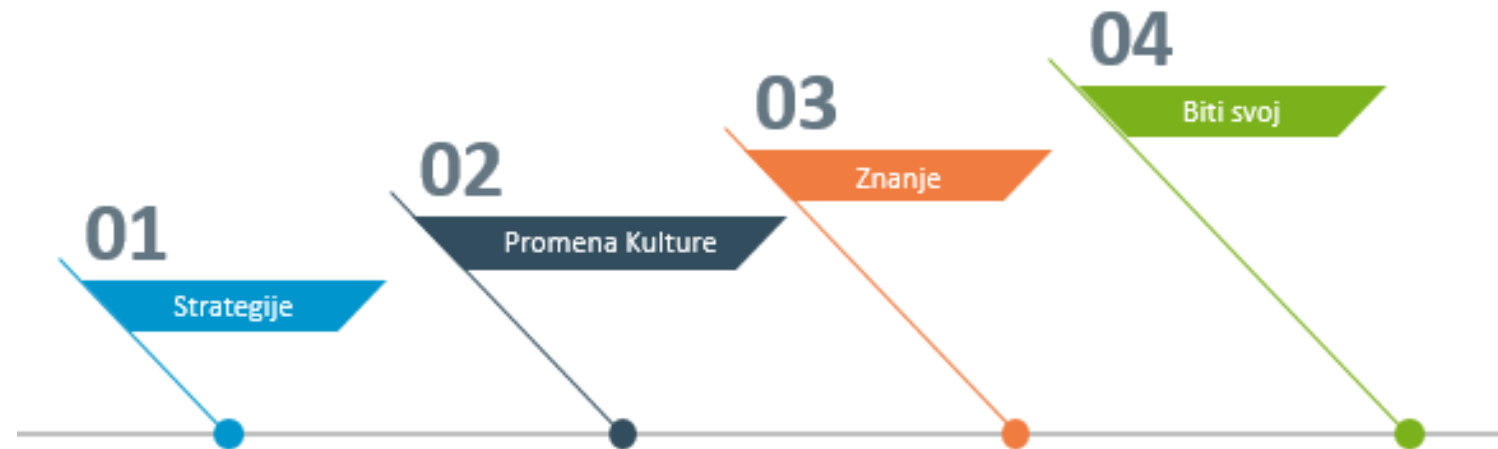 01
Strategije
02
Promena Kulture
03
Znanje
04
Biti svoj